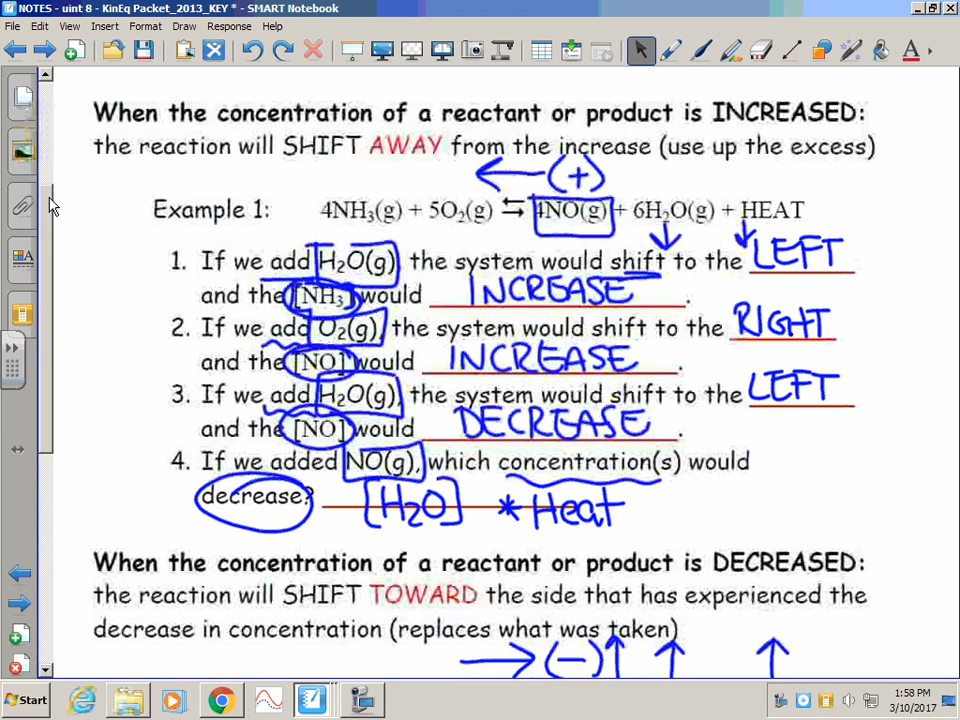 NOTES - uint 8 - KinEq Packet_2013_KEY * - SMART Notebook
File Edit View Insert Format Draw Response Help
When the concentration of a reactant or product is INCREASED:
the reaction will SHIFT AWAY from the increase (use up the excess)
← (+)
Example 1: 4NH₃(g) + 5O₂(g) ⇆ 4NO(g) + 6H₂O(g) + HEAT
1. If we add H₂O(g), the system would shift to the LEFT
and the [NH₃] would INCREASE.
2. If we add O₂(g), the system would shift to the RIGHT
and the [NO] would INCREASE.
3. If we add H₂O(g), the system would shift to the LEFT
and the [NO] would DECREASE.
4. If we added NO(g), which concentration(s) would
decrease? [H₂O] * Heat
When the concentration of a reactant or product is DECREASED:
the reaction will SHIFT TOWARD the side that has experienced the
decrease in concentration (replaces what was taken)
→ (−) ↑ ↑ ↑
Start
1:58 PM
3/10/2017